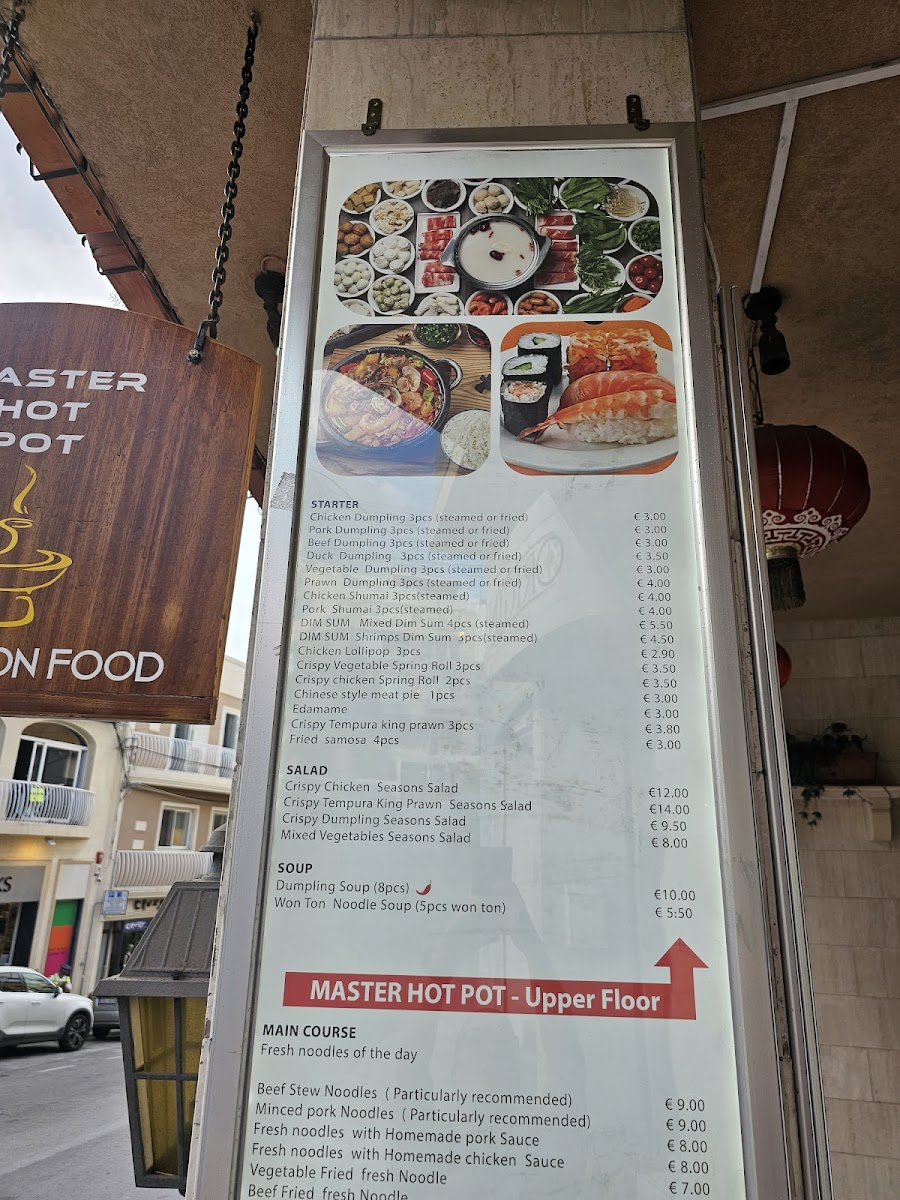 ASTER
HOT
POT
ON FOOD
STARTER
Chicken Dumpling 3pcs (steamed or fried) € 3.00
Pork Dumpling 3pcs (steamed or fried) € 3.00
Beef Dumpling 3pcs (steamed or fried) € 3.00
Duck Dumpling 3pcs (steamed or fried) € 3.50
Vegetable Dumpling 3pcs (steamed or fried) € 3.00
Prawn Dumpling 3pcs (steamed or fried) € 4.00
Chicken Shumai 3pcs(steamed) € 4.00
Pork Shumai 3pcs(steamed) € 4.00
DIM SUM Mixed Dim Sum 4pcs (steamed) € 5.50
DIM SUM Shrimps Dim Sum 3pcs(steamed) € 4.50
Chicken Lollipop 3pcs € 2.90
Crispy Vegetable Spring Roll 3pcs € 3.50
Crispy chicken Spring Roll 2pcs € 3.50
Chinese style meat pie 1pcs € 3.00
Edamame € 3.00
Crispy Tempura king prawn 3pcs € 3.80
Fried samosa 4pcs € 3.00
SALAD
Crispy Chicken Seasons Salad €12.00
Crispy Tempura King Prawn Seasons Salad €14.00
Crispy Dumpling Seasons Salad € 9.50
Mixed Vegetables Seasons Salad € 8.00
SOUP
Dumpling Soup (8pcs) €10.00
Won Ton Noodle Soup (5pcs won ton) € 5:50
MASTER HOT POT - Upper Floor
MAIN COURSE
Fresh noodles of the day
Beef Stew Noodles ( Particularly recommended) € 9.00
Minced pork Noodles ( Particularly recommended) € 9.00
Fresh noodles with Homemade pork Sauce € 8.00
Fresh noodles with Homemade chicken Sauce € 8.00
Vegetable Fried fresh Noodle € 7.00
Beef Fried fresh Noodle
KS